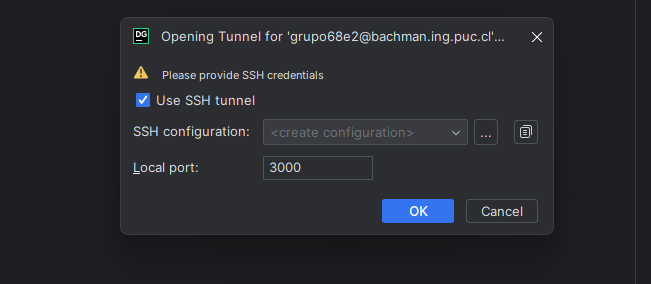 DG
Opening Tunnel for 'grupo68e2@bachman.ing.puc.cl'...
Please provide SSH credentials
Use SSH tunnel
SSH configuration: <create configuration> ...
Local port: 3000
OK Cancel